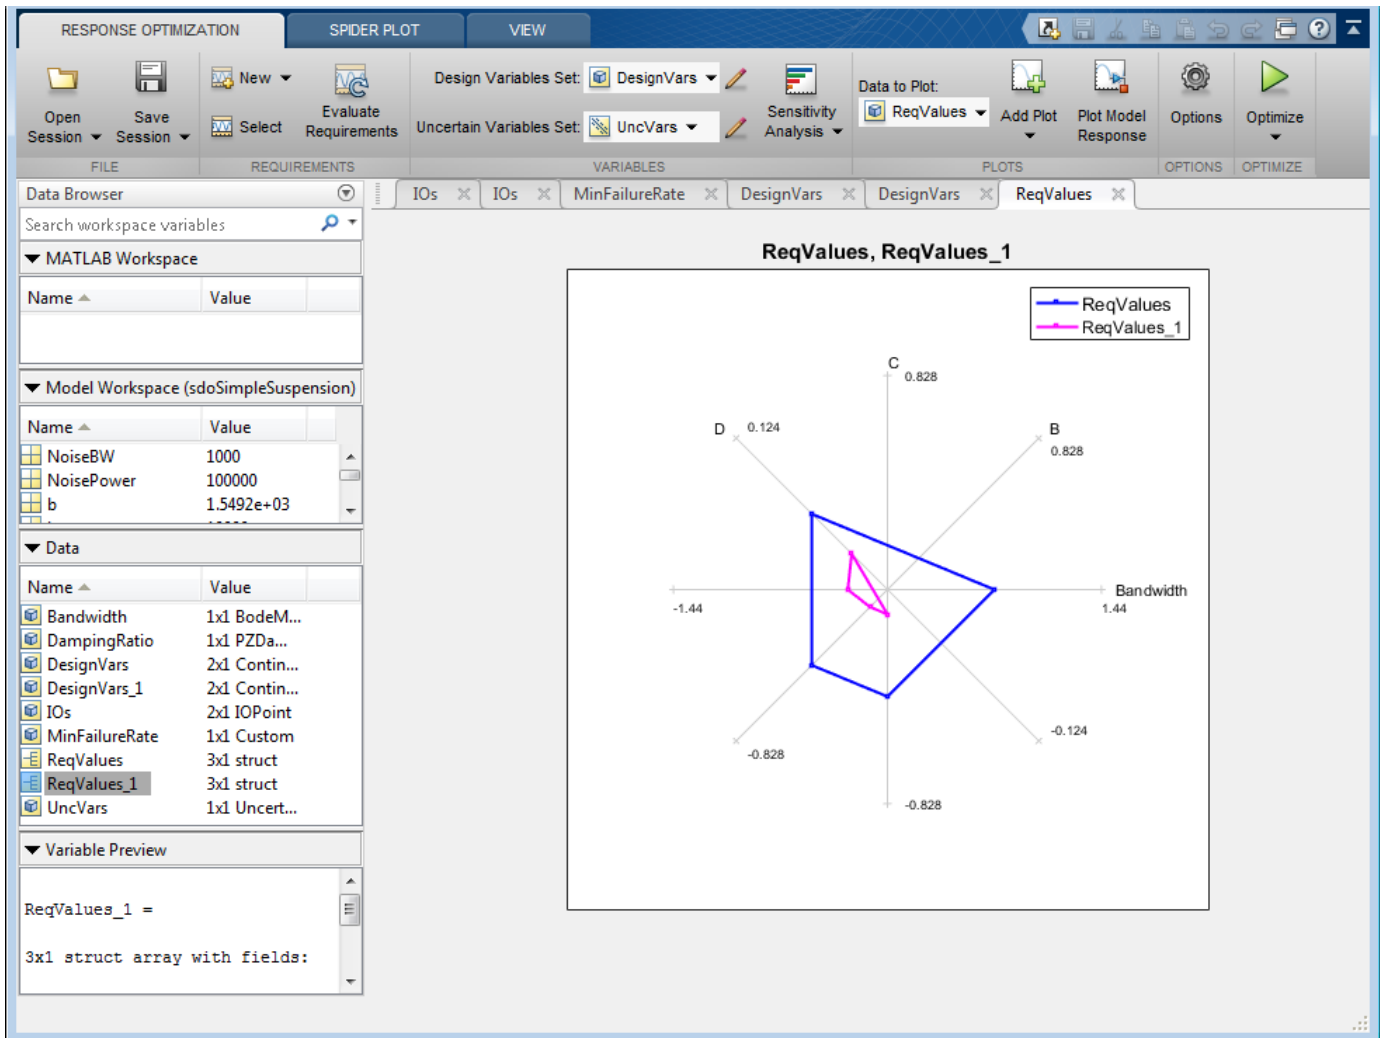 RESPONSE OPTIMIZATION SPIDER PLOT VIEW
New Design Variables Set: DesignVars Data to Plot:
Open Session Save Session Select Evaluate Requirements Uncertain Variables Set: UncVars Sensitivity Analysis ReqValues Add Plot Plot Model Response Options Optimize
FILE REQUIREMENTS VARIABLES PLOTS OPTIONS OPTIMIZE
Data Browser IOs IOs MinFailureRate DesignVars DesignVars ReqValues
Search workspace variables
MATLAB Workspace
Name Value
Model Workspace (sdoSimpleSuspension)
Name Value
NoiseBW 1000
NoisePower 100000
b 1.5492e+03
Data
Name Value
Bandwidth 1x1 BodeM...
DampingRatio 1x1 PZDa...
DesignVars 2x1 Contin...
DesignVars_1 2x1 Contin...
IOs 2x1 IOPoint
MinFailureRate 1x1 Custom
ReqValues 3x1 struct
ReqValues_1 3x1 struct
UncVars 1x1 Uncert...
Variable Preview
ReqValues_1 =
3x1 struct array with fields:
ReqValues, ReqValues_1
ReqValues
ReqValues_1
C
0.828
D 0.124
B
0.828
Bandwidth
-1.44 1.44
-0.124
-0.828
-0.828